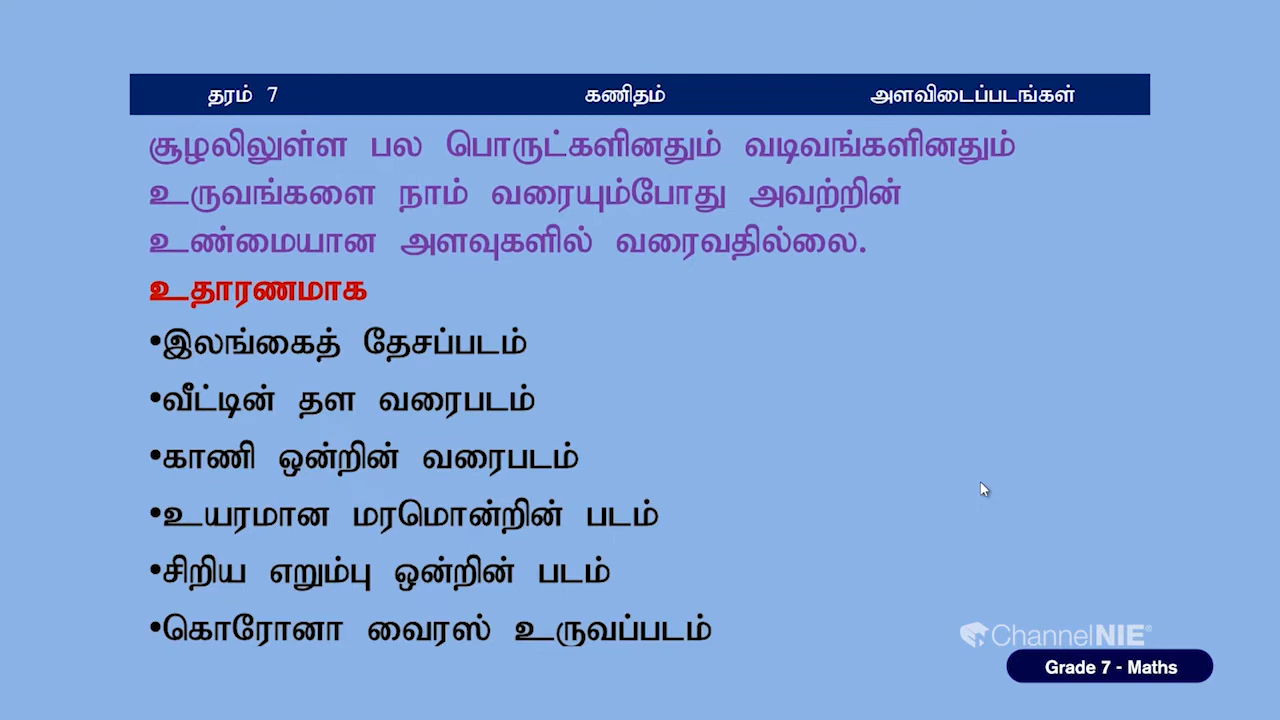 தரம் 7 கணிதம் அளவிடைப்படங்கள்
சூழலிலுள்ள பல பொருட்களினதும் வடிவங்களினதும்
உருவங்களை நாம் வரையும்போது அவற்றின்
உண்மையான அளவுகளில் வரைவதில்லை.
உதாரணமாக
•இலங்கைத் தேசப்படம்
•வீட்டின் தள வரைபடம்
•காணி ஒன்றின் வரைபடம்
•உயரமான மரமொன்றின் படம்
•சிறிய எறும்பு ஒன்றின் படம்
•கொரோனா வைரஸ் உருவப்படம்
ChannelNIE®
Grade 7 - Maths